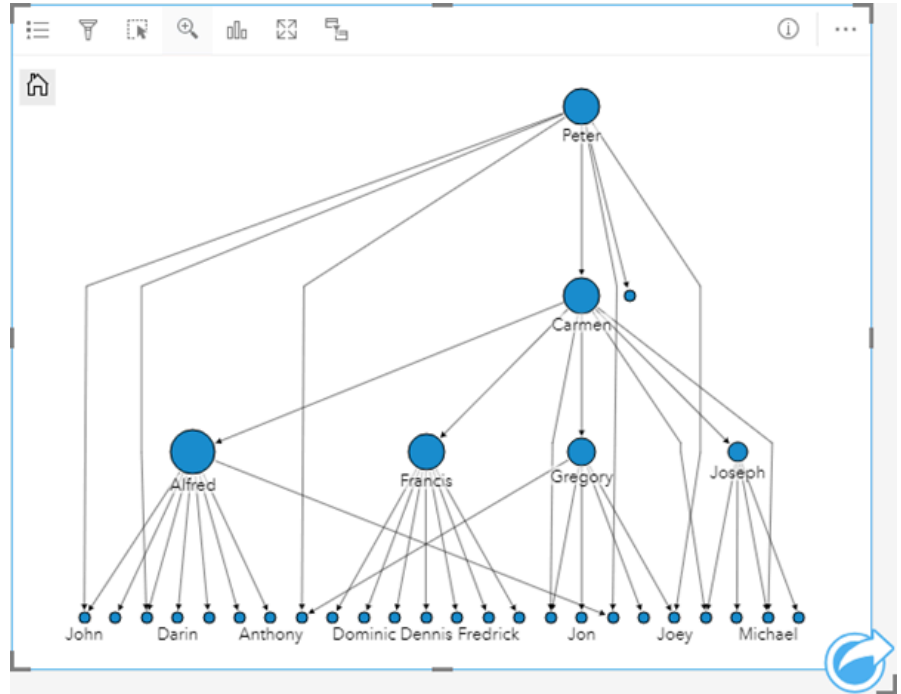 Peter
Carmen
Alfred
Francis
Gregory
Joseph
John
Darin
Anthony
Dominic
Dennis
Fredrick
Jon
Joey
Michael